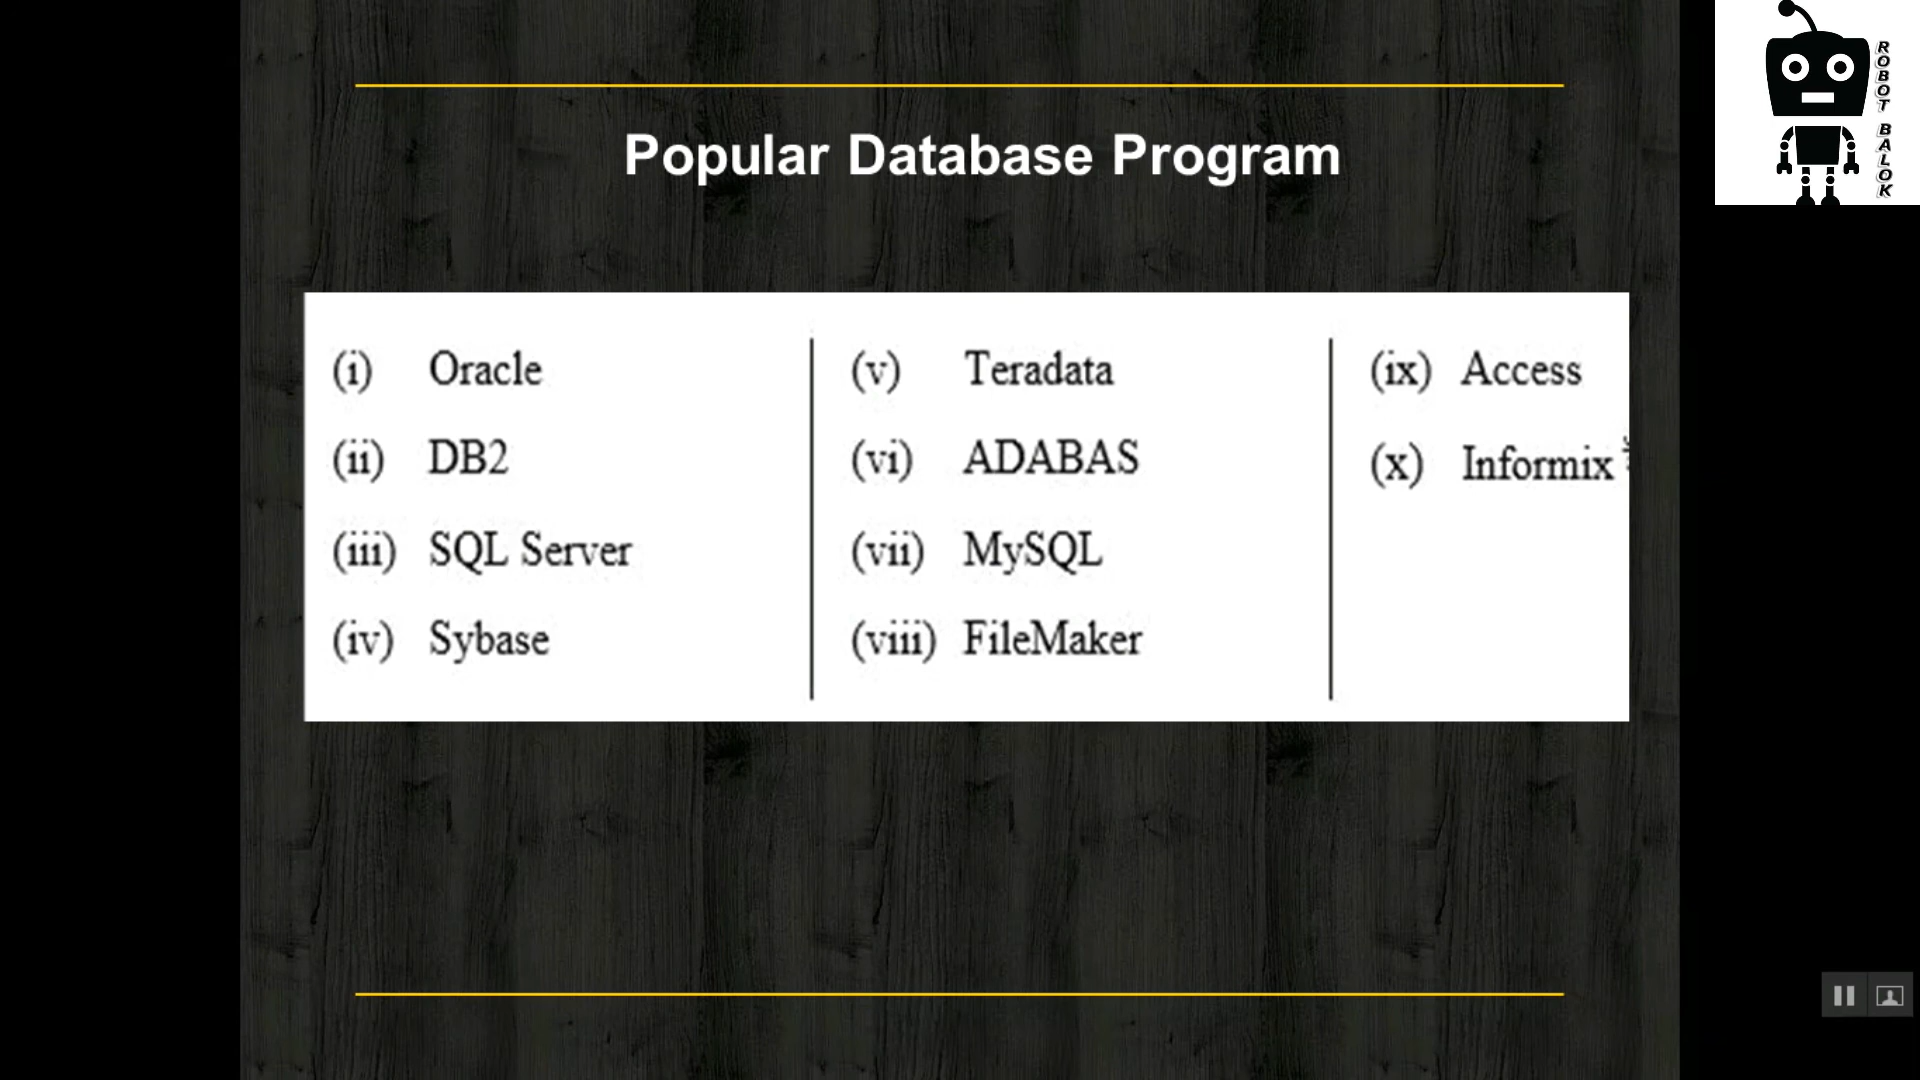 Popular Database Program
(i) Oracle
(ii) DB2
(iii) SQL Server
(iv) Sybase
(v) Teradata
(vi) ADABAS
(vii) MySQL
(viii) FileMaker
(ix) Access
(x) Informix
ROBOT BALOK